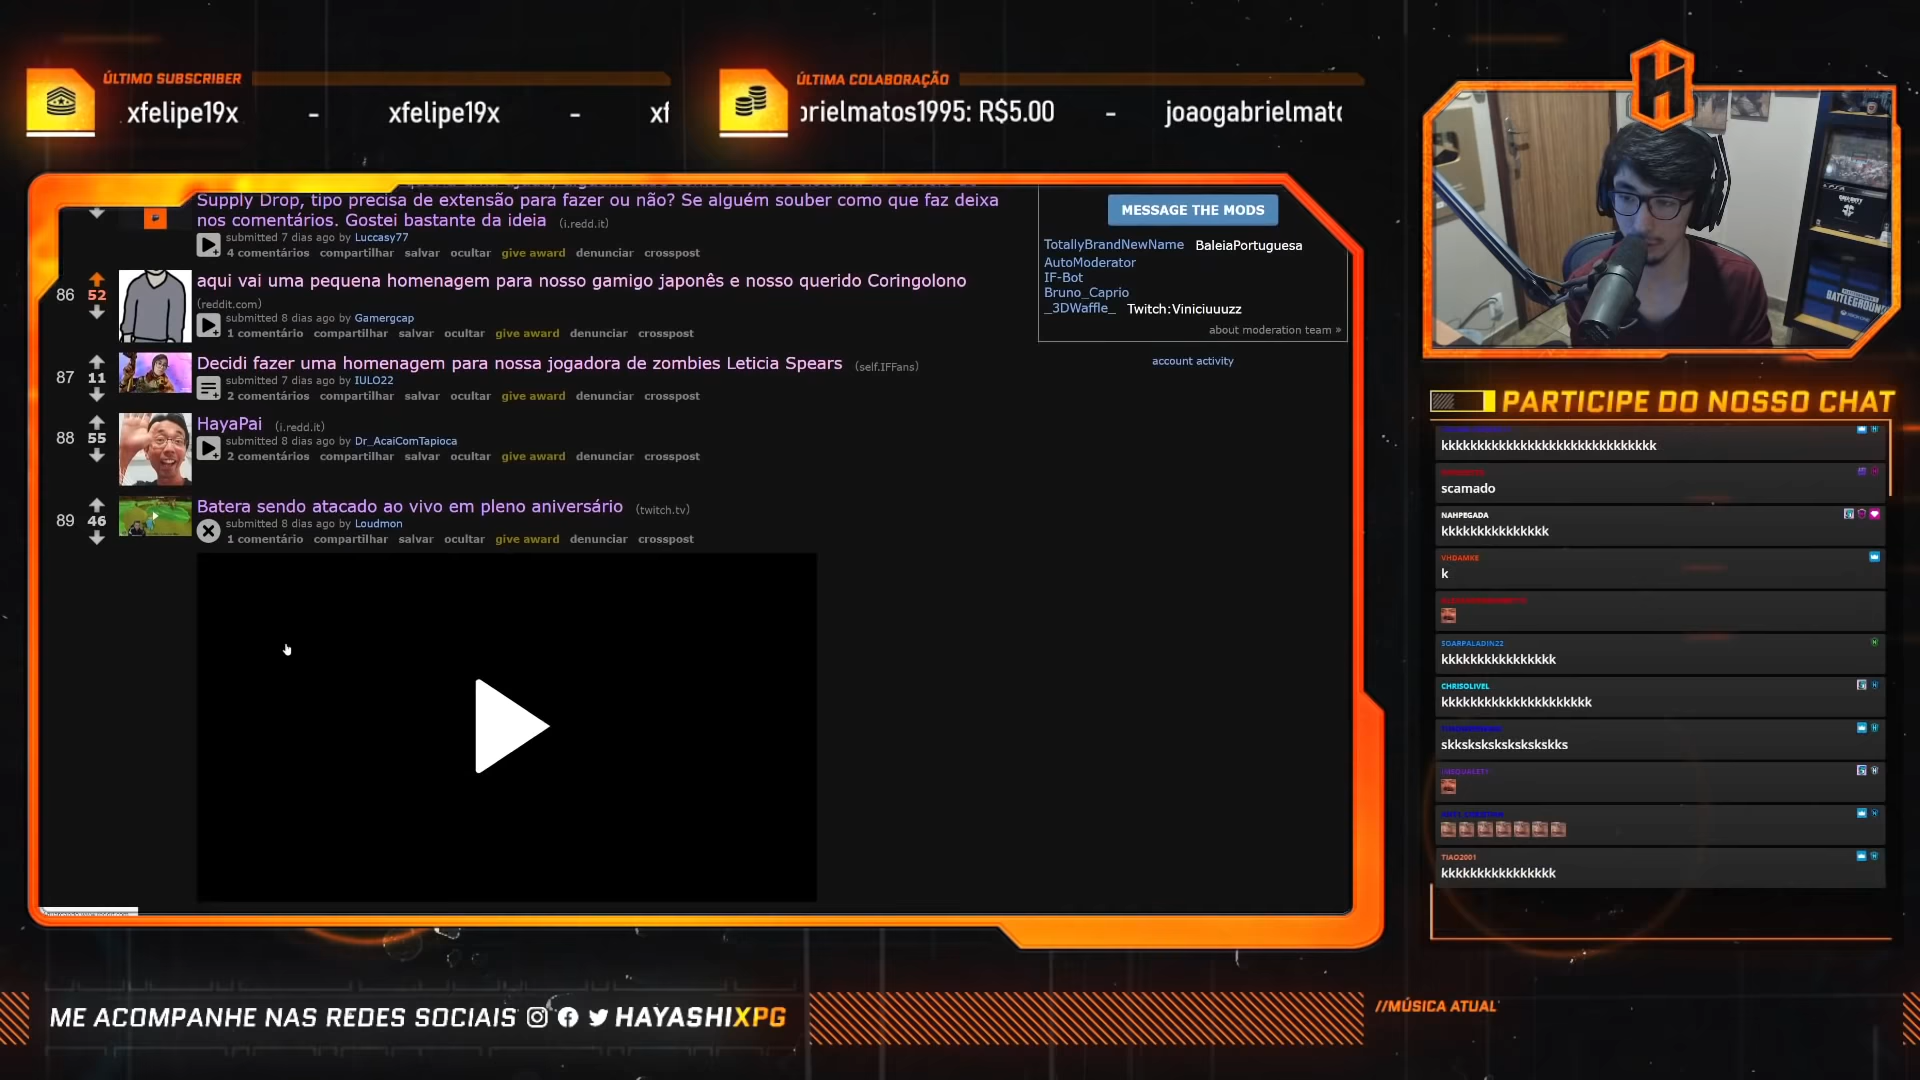 ÚLTIMO SUBSCRIBER
xfelipe19x - xfelipe19x - xf
ÚLTIMA COLABORAÇÃO
brielmatos1995: R$5.00 - joaogabrielmato
Supply Drop, tipo precisa de extensão para fazer ou não? Se alguém souber como que faz deixa
nos comentários. Gostei bastante da ideia (i.redd.it)
submitted 7 dias ago by Luccasy77
4 comentários compartilhar salvar ocultar give award denunciar crosspost
86
52
aqui vai uma pequena homenagem para nosso gamigo japonês e nosso querido Coringolono
(reddit.com)
submitted 8 dias ago by Gamergcap
1 comentário compartilhar salvar ocultar give award denunciar crosspost
87
11
Decidi fazer uma homenagem para nossa jogadora de zombies Leticia Spears (self.IFFans)
submitted 7 dias ago by IULO22
2 comentários compartilhar salvar ocultar give award denunciar crosspost
88
55
HayaPai (i.redd.it)
submitted 8 dias ago by Dr_AcaiComTapioca
2 comentários compartilhar salvar ocultar give award denunciar crosspost
89
46
Batera sendo atacado ao vivo em pleno aniversário (twitch.tv)
submitted 8 dias ago by Loudmon
1 comentário compartilhar salvar ocultar give award denunciar crosspost
MESSAGE THE MODS
TotallyBrandNewName BaleiaPortuguesa
AutoModerator
IF-Bot
Bruno_Caprio
_3DWaffle_ Twitch:Viniciuuuzz
about moderation team »
account activity
BATTLEGROUNDS
PARTICIPE DO NOSSO CHAT
kkkkkkkkkkkkkkkkkkkkkkkkkkkkkk
scamado
NAHPEGADA
kkkkkkkkkkkkkkk
VHDAMKE
k
SOARPALADIN22
kkkkkkkkkkkkkkkk
CHRISOLIVEL
kkkkkkkkkkkkkkkkkkkkk
skksksksksksksksks
TIAO2001
kkkkkkkkkkkkkkkk
ME ACOMPANHE NAS REDES SOCIAIS HAYASHIXPG
//MÚSICA ATUAL